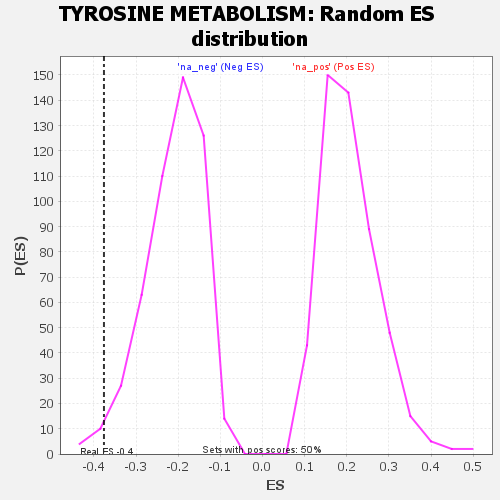 TYROSINE METABOLISM: Random ES
distribution
'na_neg' (Neg ES) 'na_pos' (Pos ES)
150
140
130
120
110
100
90
80
70
60
50
40
30
20
10
0
P(ES)
Real ES -0.4
Sets with pos scores: 50%
-0.4 -0.3 -0.2 -0.1 0.0 0.1 0.2 0.3 0.4 0.5
ES